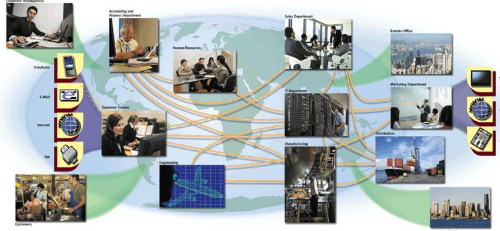 Accounting and
Finance Department
Sales Department
Human Resources
Remote Office
Telephone
E-Mail
Marketing Department
IT Department
Customer Service
Internet
Distribution
Manufacturing
Fax
Engineering
Customers